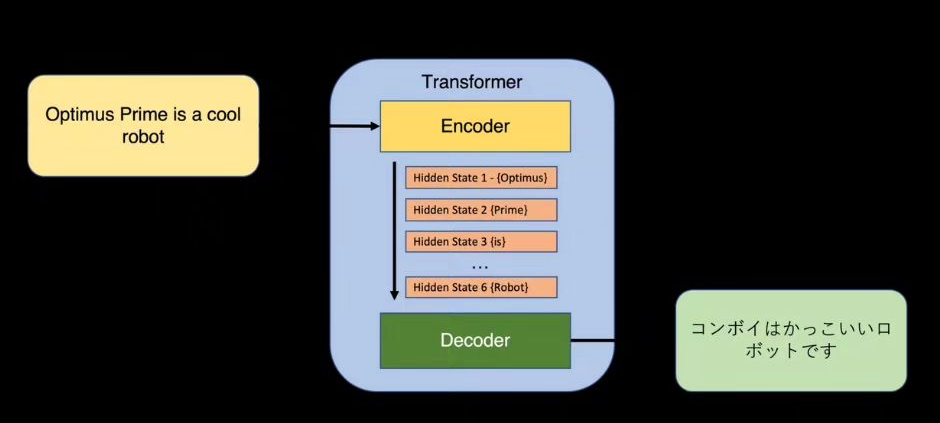 Transformer
Optimus Prime is a cool
robot
Encoder
Hidden State 1 - {Optimus}
Hidden State 2 {Prime}
Hidden State 3 {is}
...
Hidden State 6 {Robot}
Decoder
コンボイはかっこいいロ
ボットです